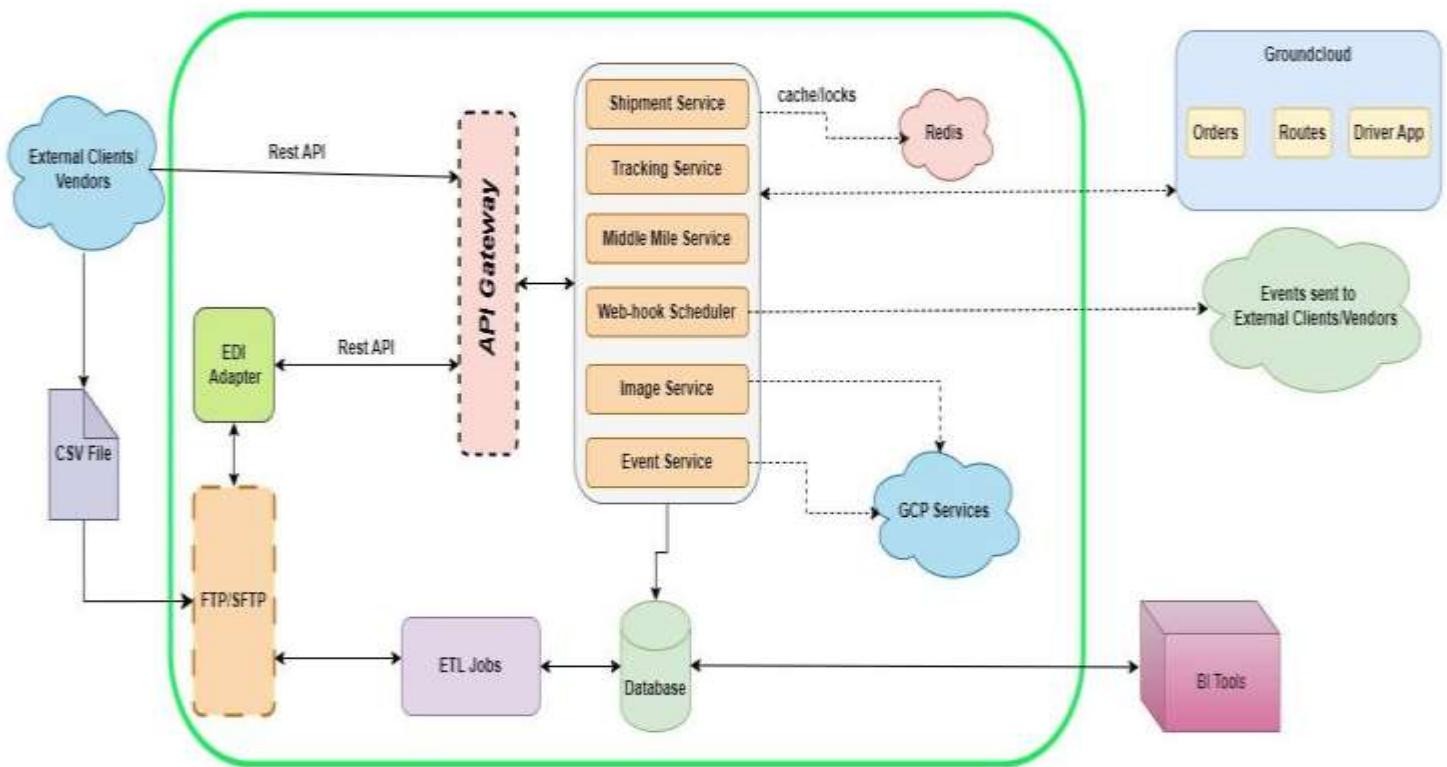 Groundcloud
Orders
Routes
Driver App
Shipment Service
cache/locks
Redis
External Clients/
Vendors
Rest API
Tracking Service
API Gateway
Middle Mile Service
Web-hook Scheduler
Events sent to
External Clients/Vendors
EDI
Adapter
Rest API
Image Service
CSV File
Event Service
GCP Services
FTP/SFTP
ETL Jobs
Database
BI Tools